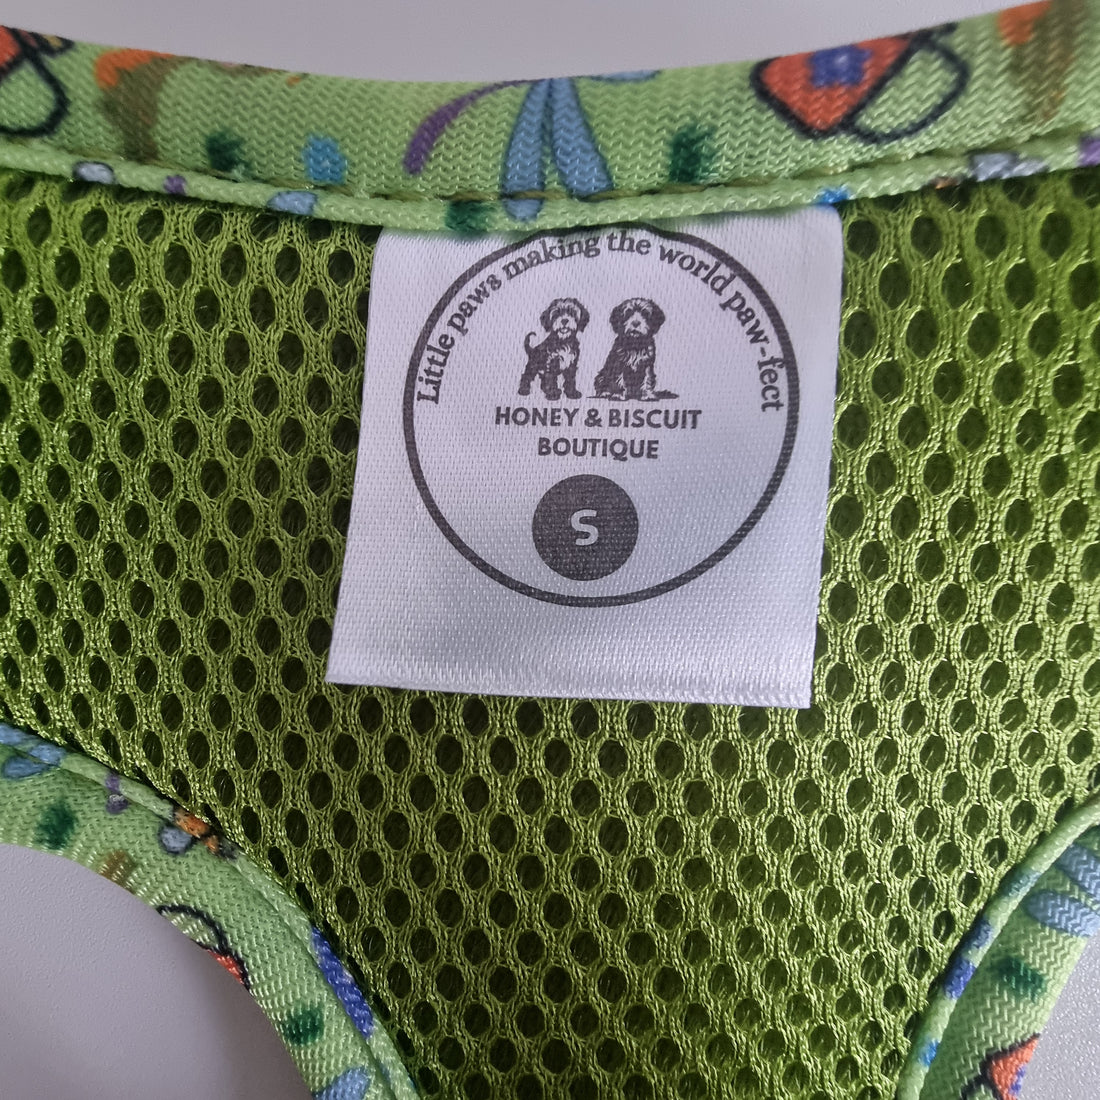 Little paws making the world paw-fect
HONEY & BISCUIT
BOUTIQUE
S